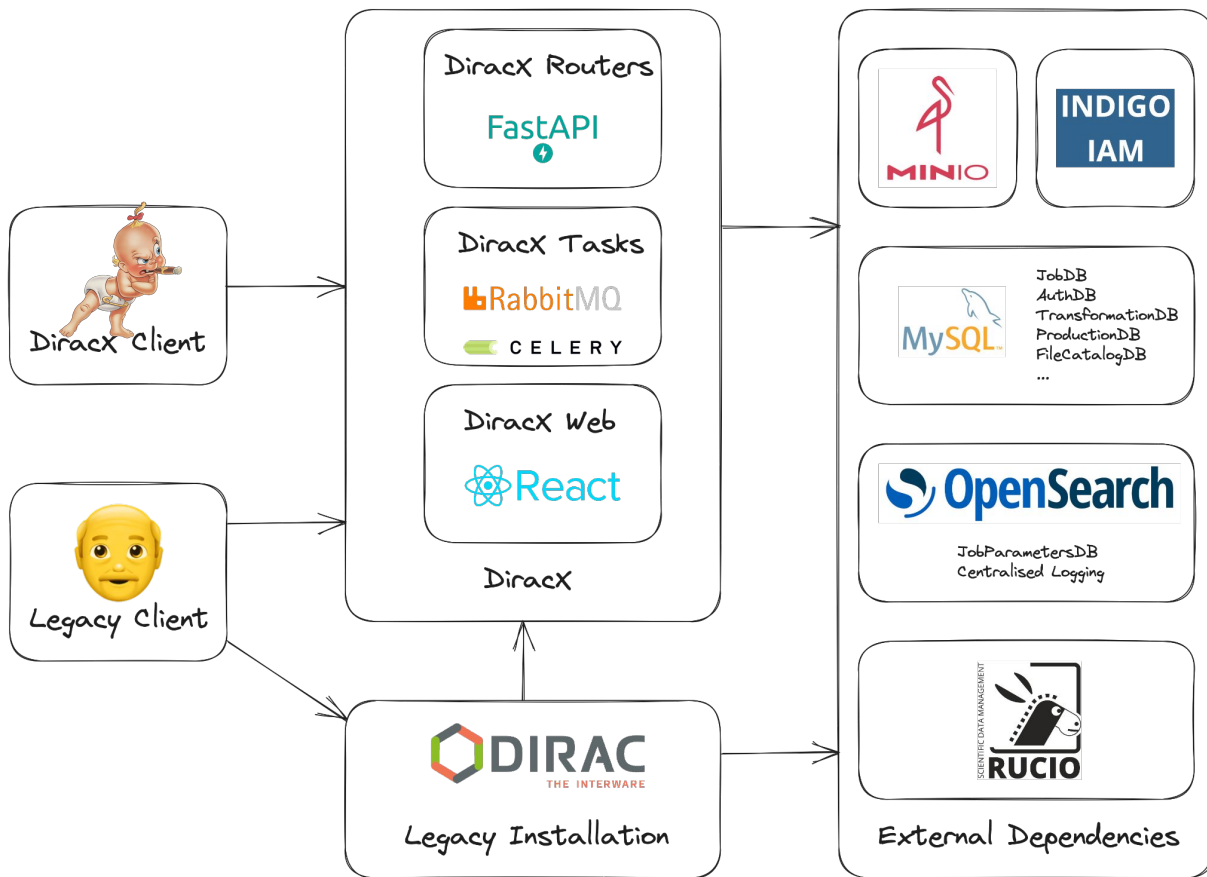 DiracX Client
Legacy Client
DiracX Routers
FastAPI
DiracX Tasks
RabbitMQ
CELERY
DiracX Web
React
DiracX
DIRAC
THE INTERWARE
Legacy Installation
MINIO
INDIGO
IAM
MySQL™
JobDB
AuthDB
TransformationDB
ProductionDB
FileCatalogDB
...
OpenSearch
JobParametersDB
Centralised Logging
SCIENTIFIC DATA MANAGEMENT
RUCIO
External Dependencies